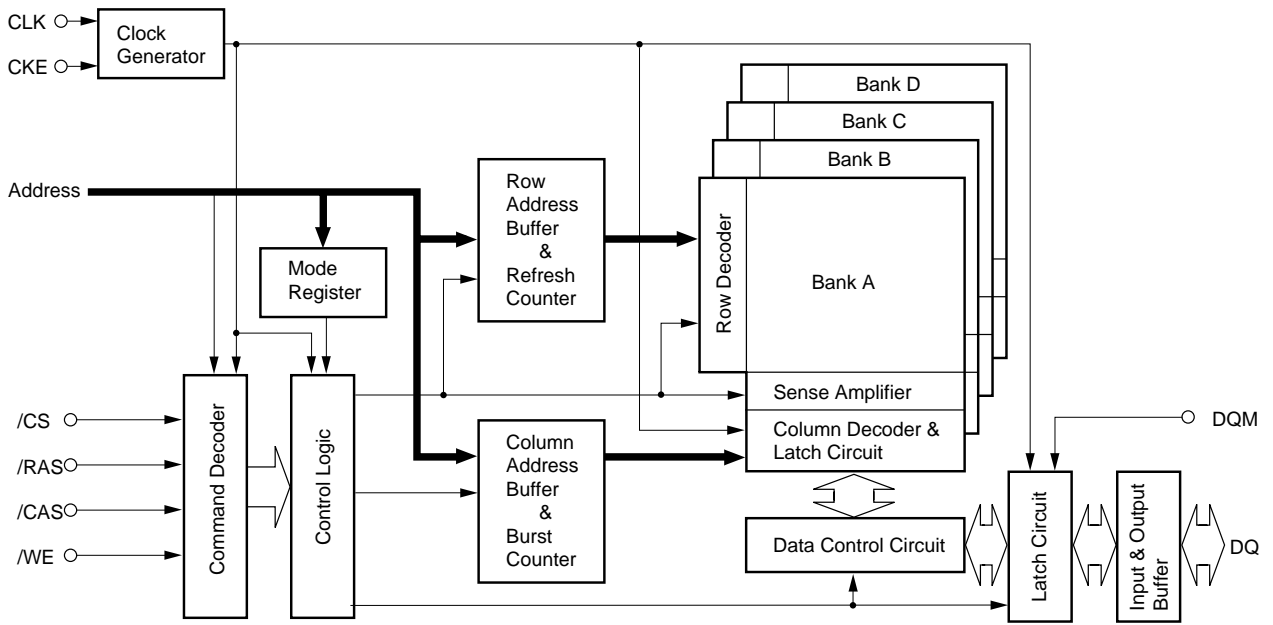 CLK
CKE
Clock
Generator
Bank D
Bank C
Bank B
Address
Row
Address
Buffer
&
Refresh
Counter
Row Decoder
Bank A
Mode
Register
Sense Amplifier
/CS
/RAS
/CAS
/WE
Command Decoder
Control Logic
Column
Address
Buffer
&
Burst
Counter
Column Decoder &
Latch Circuit
DQM
Data Control Circuit
Latch Circuit
Input & Output
Buffer
DQ